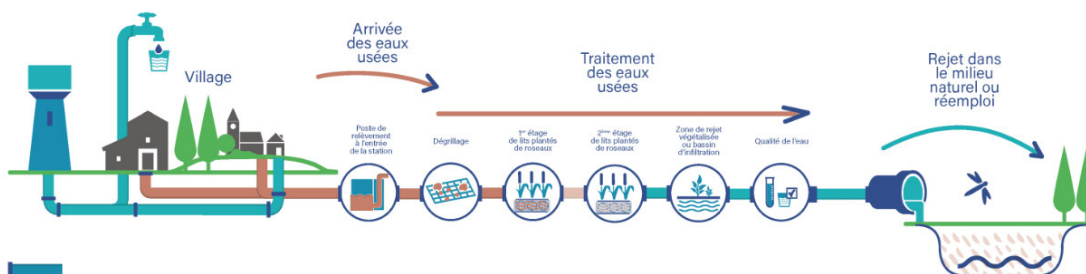 Village
Arrivée
des eaux
usées
Traitement
des eaux
usées
Rejet dans
le milieu
naturel ou
réemploi
Poste de
relèvement
à l'entrée
de la station
Dégrillage
1er étage
de lits plantés
de roseaux
2ème étage
de lits plantés
de roseaux
Zone de rejet
végétalisée
ou bassin
d'infiltration
Qualité de l'eau